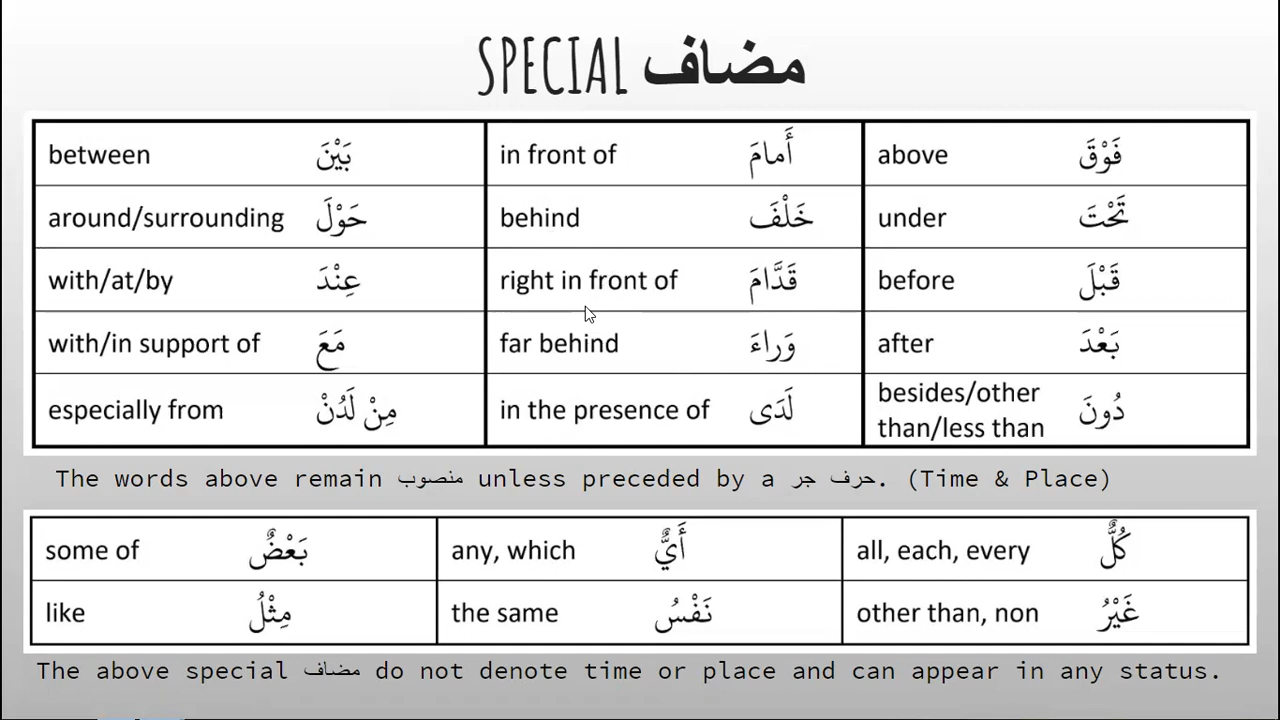 SPECIAL مضاف
between بَيْنَ in front of أَمامَ above فَوْقَ
around/surrounding حَوْلَ behind خَلْفَ under تَحْتَ
with/at/by عِنْدَ right in front of قَدَّامَ before قَبْلَ
with/in support of مَعَ far behind وَراءَ after بَعْدَ
especially from مِنْ لَدُنْ in the presence of لَدَى besides/other than/less than دُونَ
The words above remain منصوب unless preceded by a حرف جر. (Time & Place)
some of بَعْضٌ any, which أَيٌّ all, each, every كُلٌّ
like مِثْلُ the same نَفْسُ other than, non غَيْرُ
The above special مضاف do not denote time or place and can appear in any status.